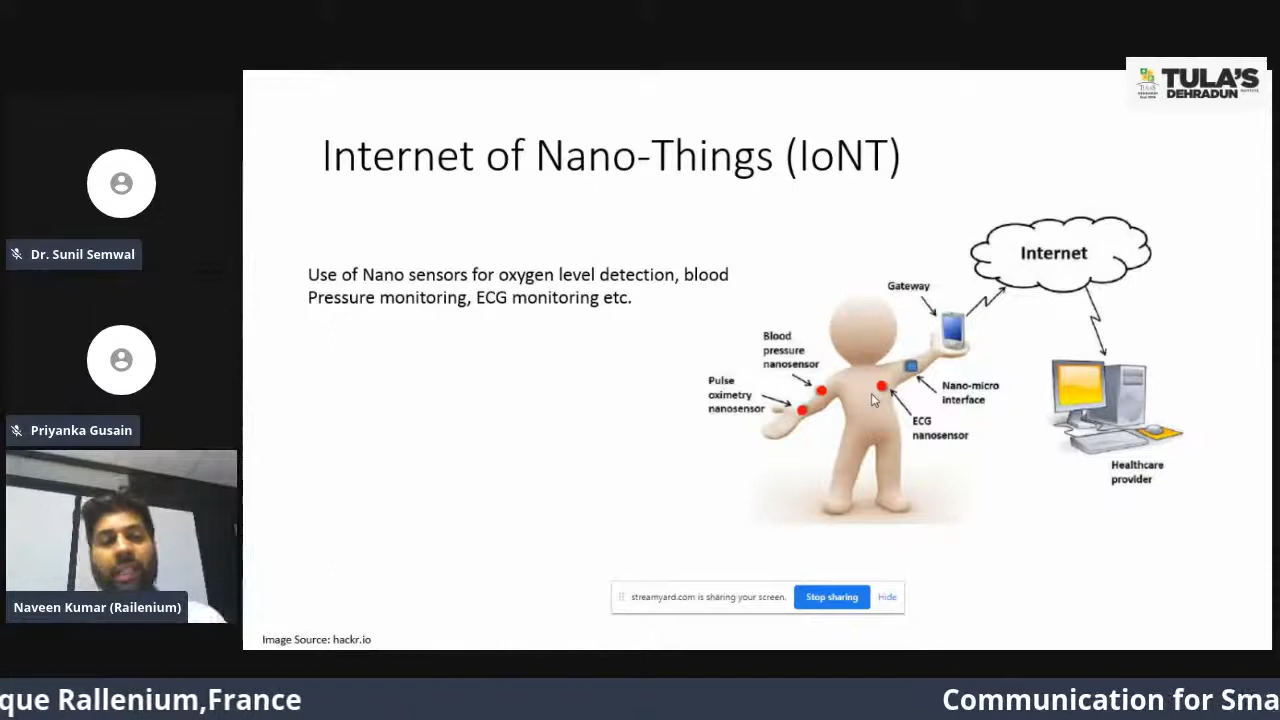 TULA'S
DEHRADUN
Internet of Nano-Things (IoNT)
Use of Nano sensors for oxygen level detection, blood
Pressure monitoring, ECG monitoring etc.
Internet
Gateway
Blood
pressure
nanosensor
Pulse
oximetry
nanosensor
Nano-micro
interface
ECG
nanosensor
Healthcare
provider
Dr. Sunil Semwal
Priyanka Gusain
Naveen Kumar (Railenium)
streamyard.com is sharing your screen.
Stop sharing
Hide
Image Source: hackr.io
que Rallenium,France
Communication for Sma